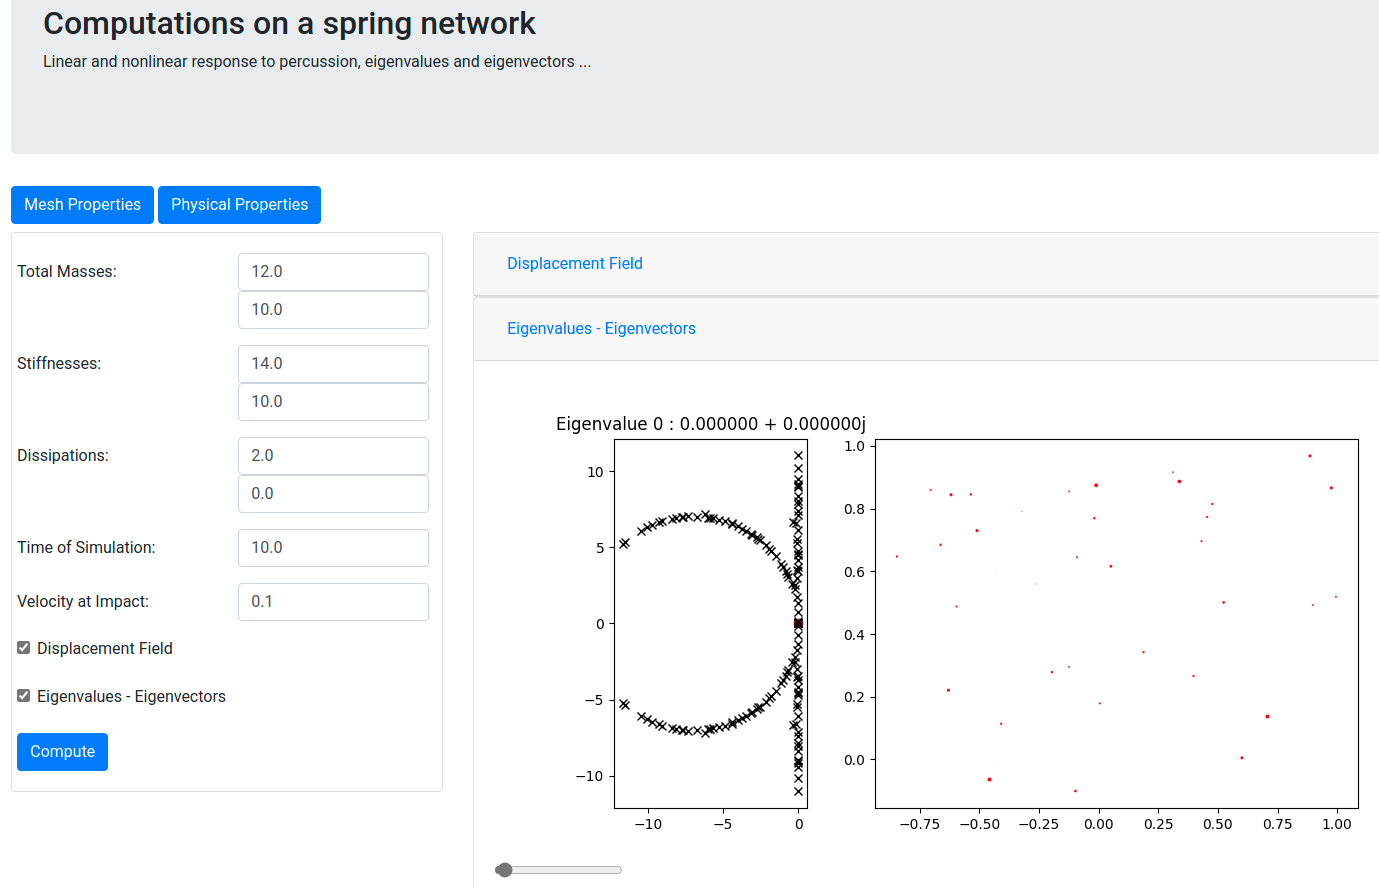 Computations on a spring network
Linear and nonlinear response to percussion, eigenvalues and eigenvectors ...
Mesh Properties
Physical Properties
Total Masses:
12.0
10.0
Stiffnesses:
14.0
10.0
Dissipations:
2.0
0.0
Time of Simulation:
10.0
Velocity at Impact:
0.1
Displacement Field
Eigenvalues - Eigenvectors
Compute
Displacement Field
Eigenvalues - Eigenvectors
Eigenvalue 0 : 0.000000 + 0.000000j
10
5
0
−5
−10
−10
−5
0
1.0
0.8
0.6
0.4
0.2
0.0
−0.75
−0.50
−0.25
0.00
0.25
0.50
0.75
1.00